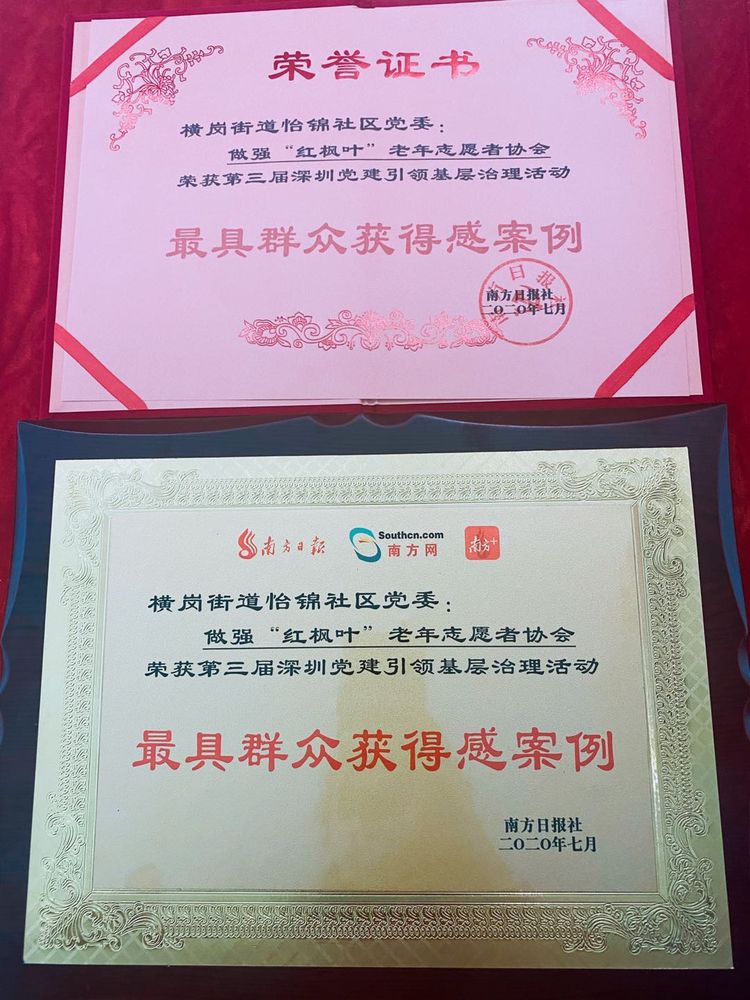 荣誉证书
横岗街道怡锦社区党委：
做强“红枫叶”老年志愿者协会
荣获第三届深圳党建引领基层治理活动
最具群众获得感案例
南方日报社
二〇二〇年七月
南方日报
Southcn.com
南方网
南方+
横岗街道怡锦社区党委：
做强“红枫叶”老年志愿者协会
荣获第三届深圳党建引领基层治理活动
最具群众获得感案例
南方日报社
二〇二〇年七月